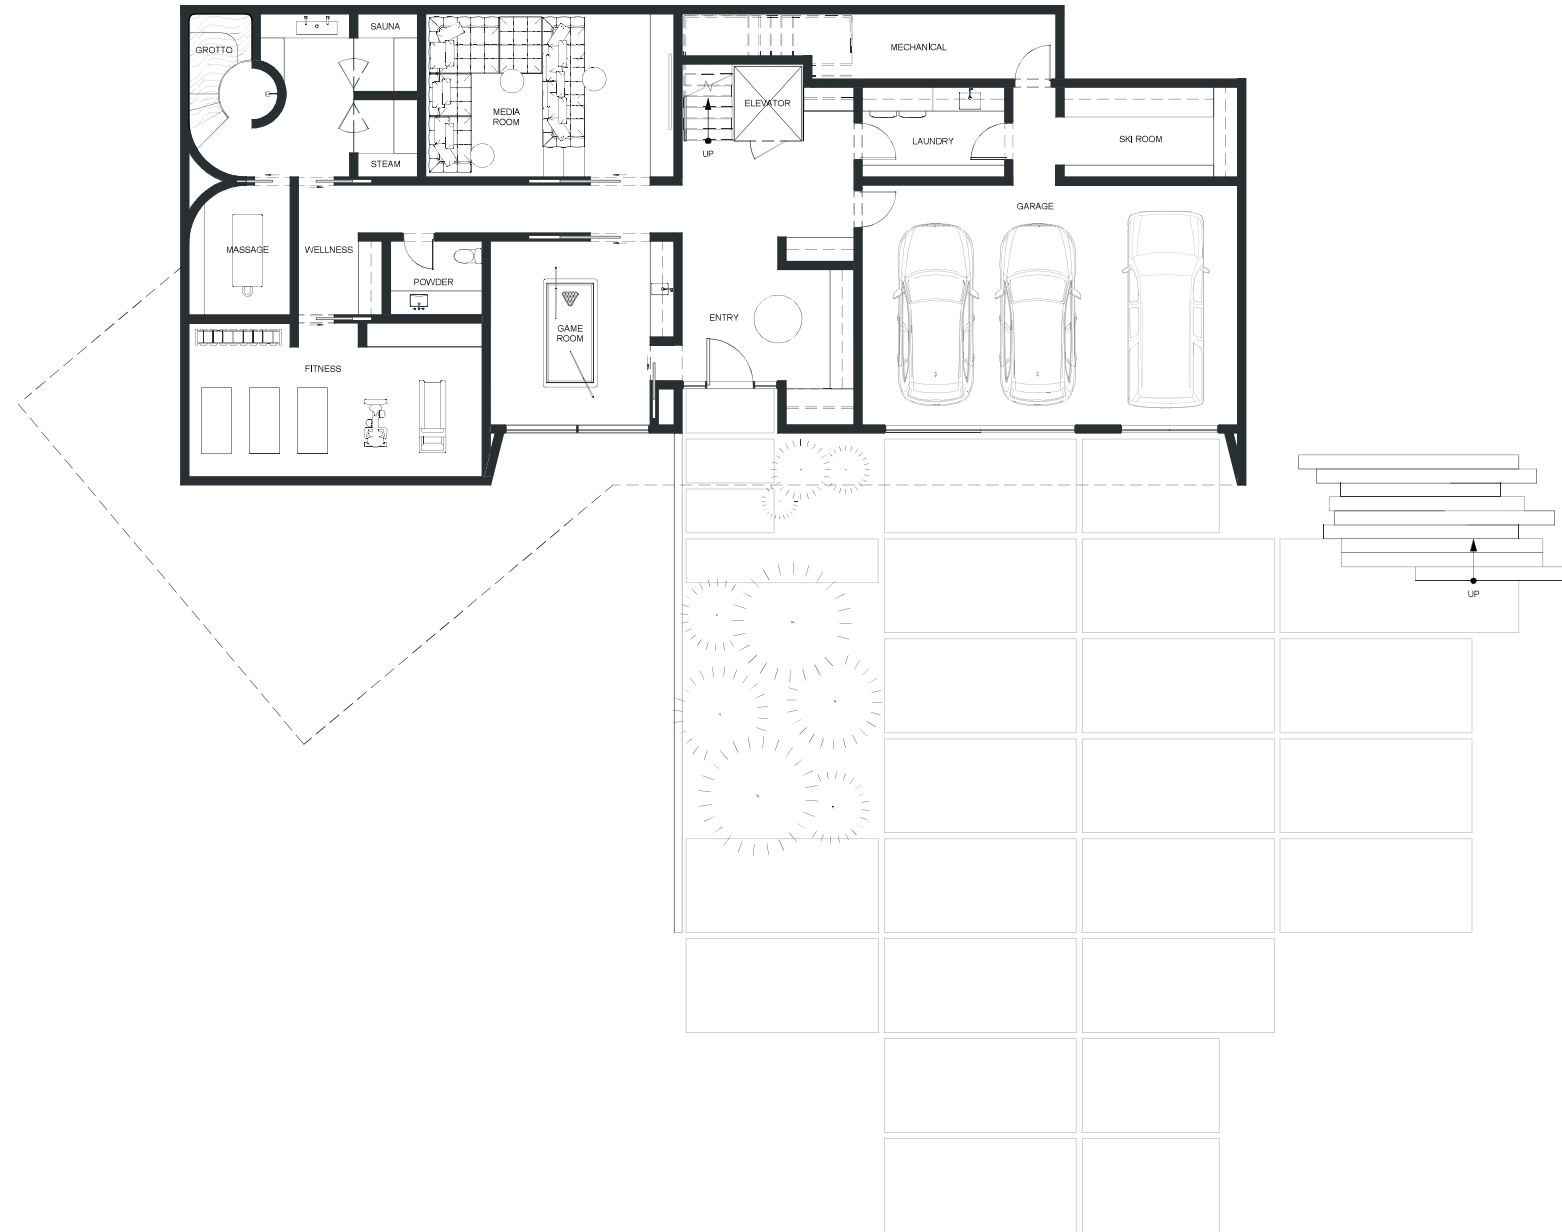 SAUNA
GROTTO
MECHANICAL
ELEVATOR
MEDIA
ROOM
LAUNDRY
SKI ROOM
UP
STEAM
GARAGE
MASSAGE
WELLNESS
POWDER
ENTRY
GAME
ROOM
FITNESS
UP